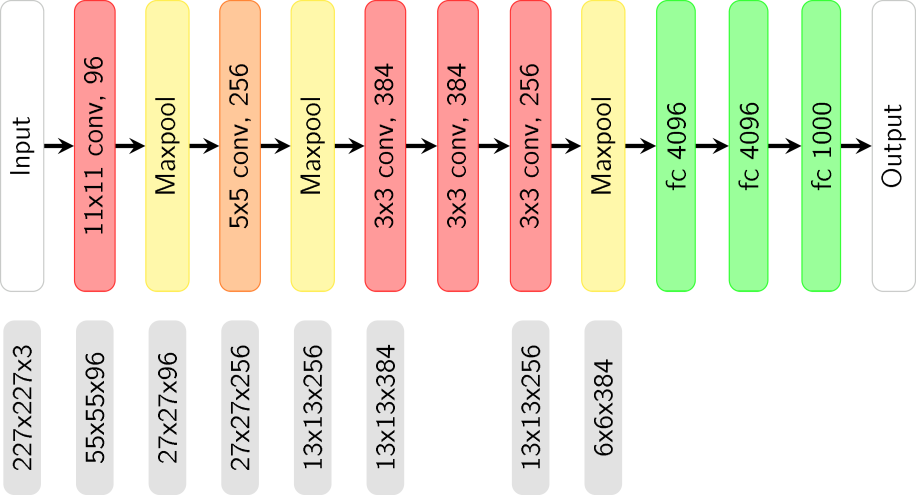 Input
11x11 conv, 96
Maxpool
5x5 conv, 256
Maxpool
3x3 conv, 384
3x3 conv, 384
3x3 conv, 256
Maxpool
fc 4096
fc 4096
fc 1000
Output
227x227x3
55x55x96
27x27x96
27x27x256
13x13x256
13x13x384
13x13x256
6x6x384